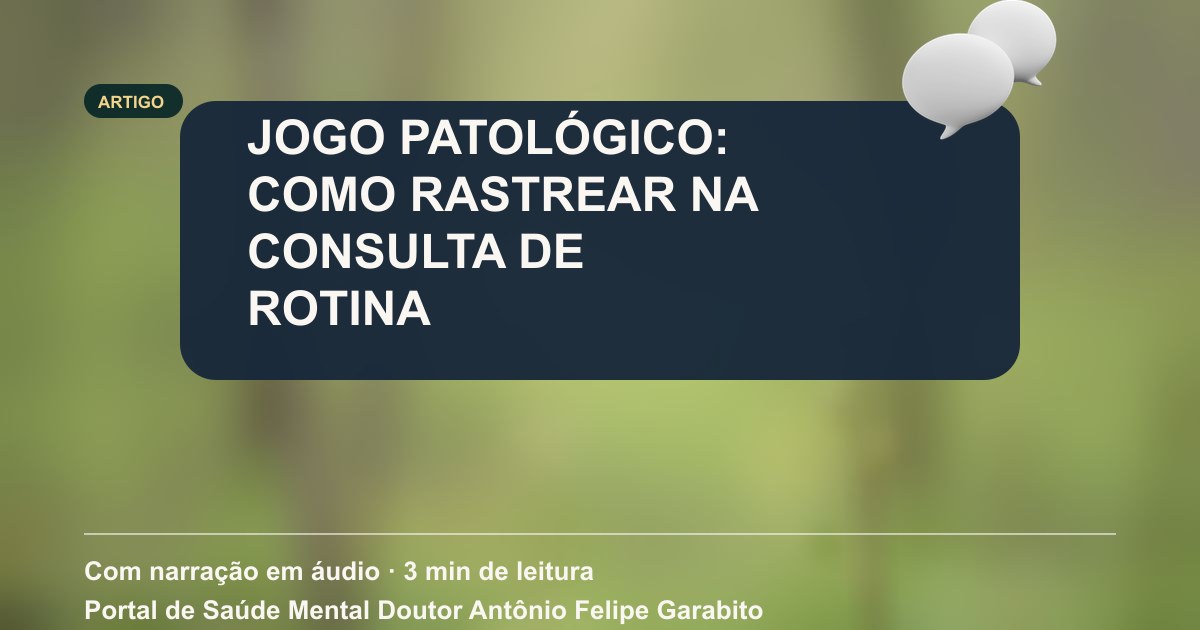 ARTIGO
JOGO PATOLÓGICO:
COMO RASTREAR NA
CONSULTA DE
ROTINA
Com narração em áudio · 3 min de leitura
Portal de Saúde Mental Doutor Antônio Felipe Garabito